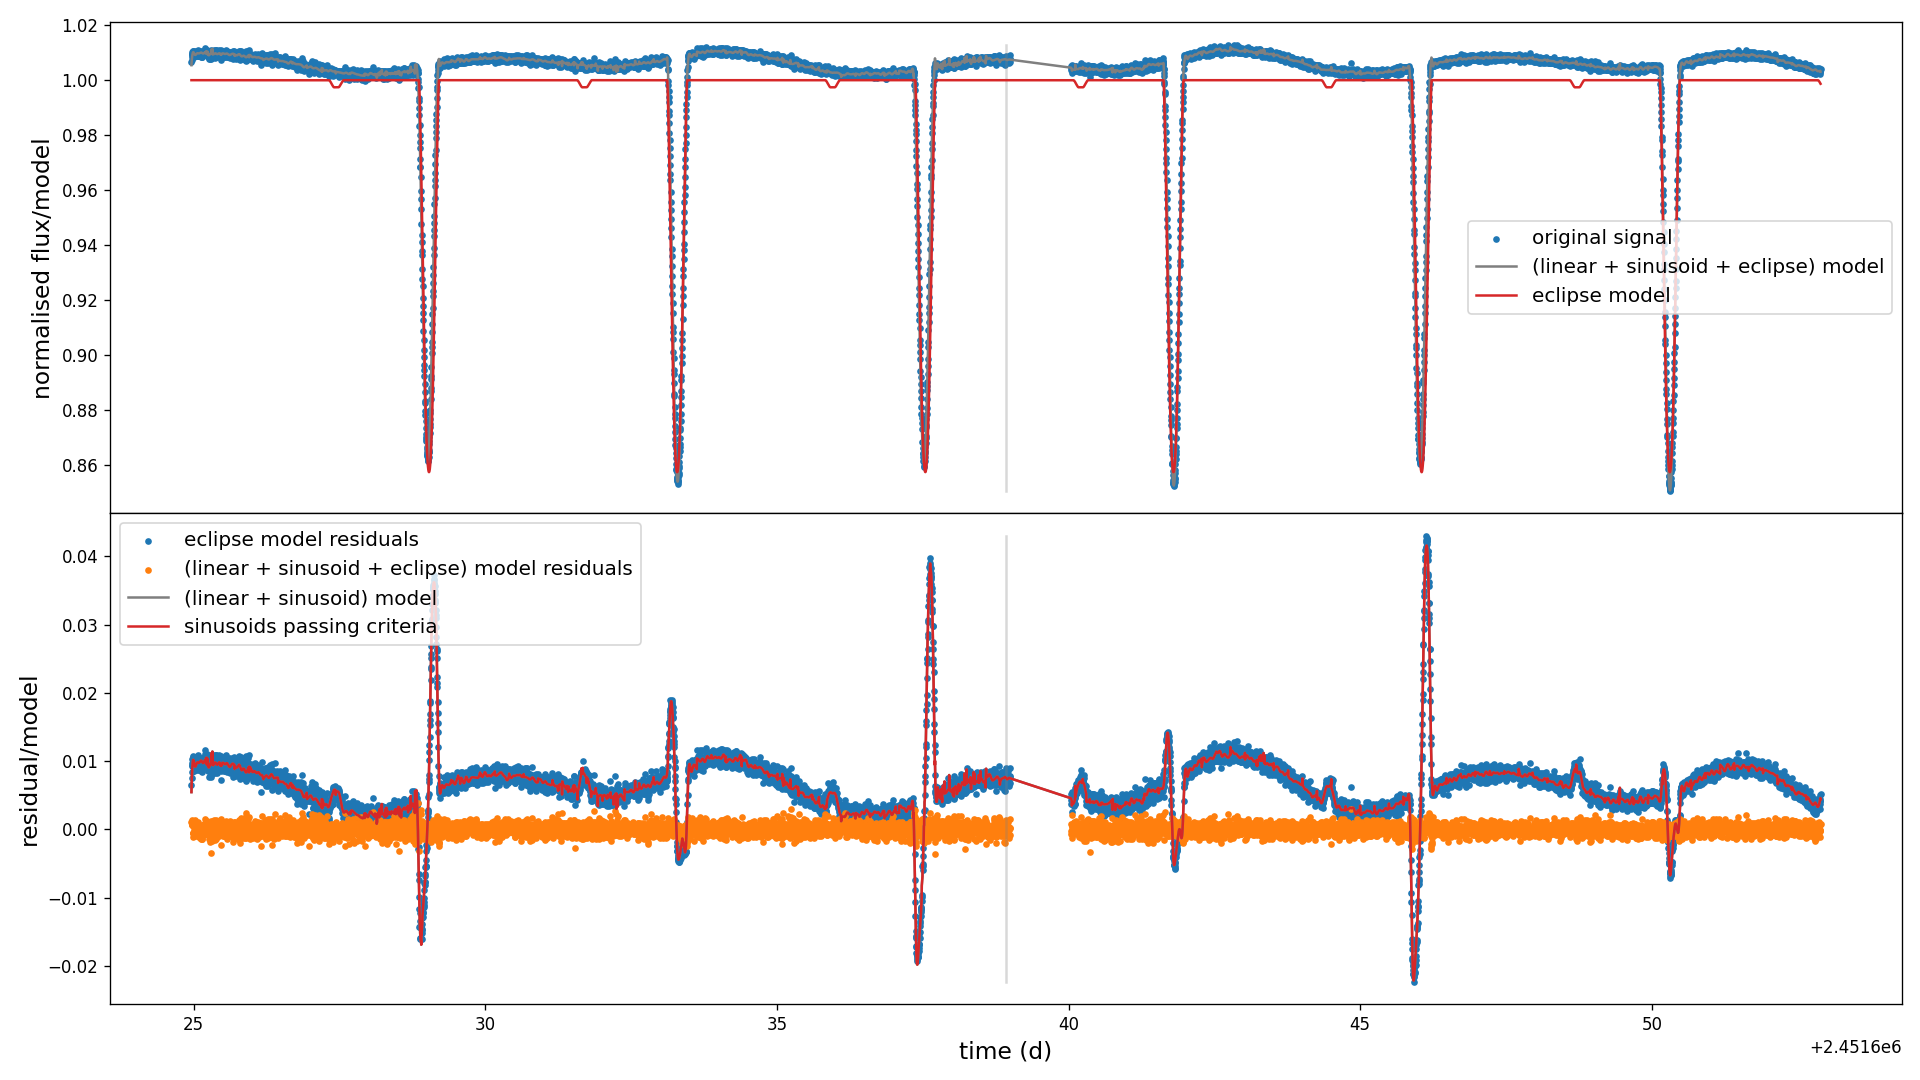 1.02
1.00
0.98
0.96
0.94
0.92
0.90
0.88
0.86
normalised flux/model
original signal
(linear + sinusoid + eclipse) model
eclipse model
0.04
0.03
0.02
0.01
0.00
−0.01
−0.02
residual/model
eclipse model residuals
(linear + sinusoid + eclipse) model residuals
(linear + sinusoid) model
sinusoids passing criteria
25
30
35
40
45
50
time (d)
+2.4516e6